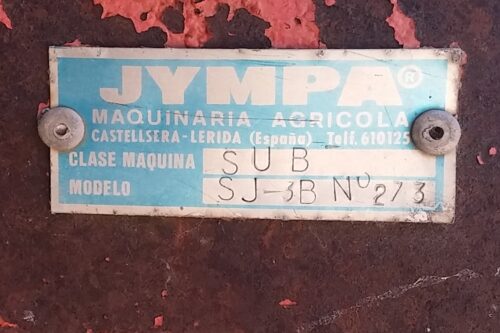 JYMPA®
MAQUINARIA AGRICOLA
CASTELLSERA-LERIDA (España) Telf. 610125
CLASE MAQUINA SUB
MODELO SJ-3B Nº 273